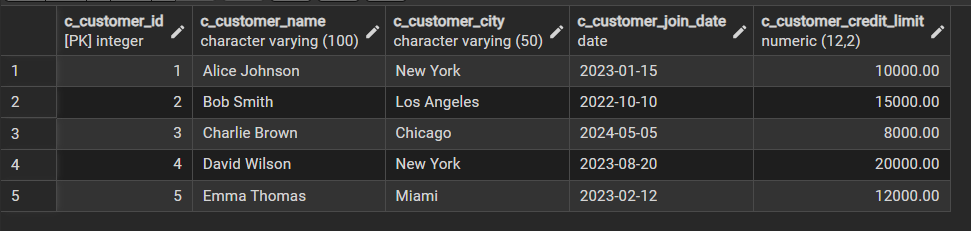 c_customer_id c_customer_name c_customer_city c_customer_join_date c_customer_credit_limit
[PK] integer character varying (100) character varying (50) date numeric (12,2)
1 1 Alice Johnson New York 2023-01-15 10000.00
2 2 Bob Smith Los Angeles 2022-10-10 15000.00
3 3 Charlie Brown Chicago 2024-05-05 8000.00
4 4 David Wilson New York 2023-08-20 20000.00
5 5 Emma Thomas Miami 2023-02-12 12000.00